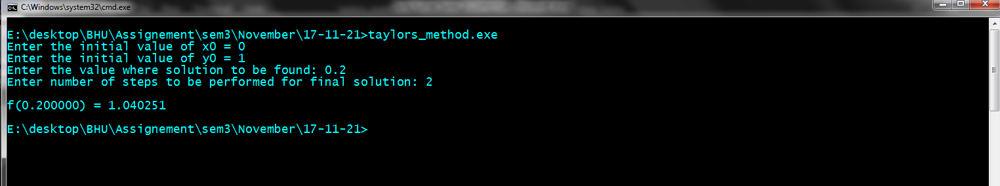 C:\Windows\system32\cmd.exe
E:\desktop\BHU\Assignement\sem3\November\17-11-21>taylors_method.exe
Enter the initial value of x0 = 0
Enter the initial value of y0 = 1
Enter the value where solution to be found: 0.2
Enter number of steps to be performed for final solution: 2
f(0.200000) = 1.040251
E:\desktop\BHU\Assignement\sem3\November\17-11-21>